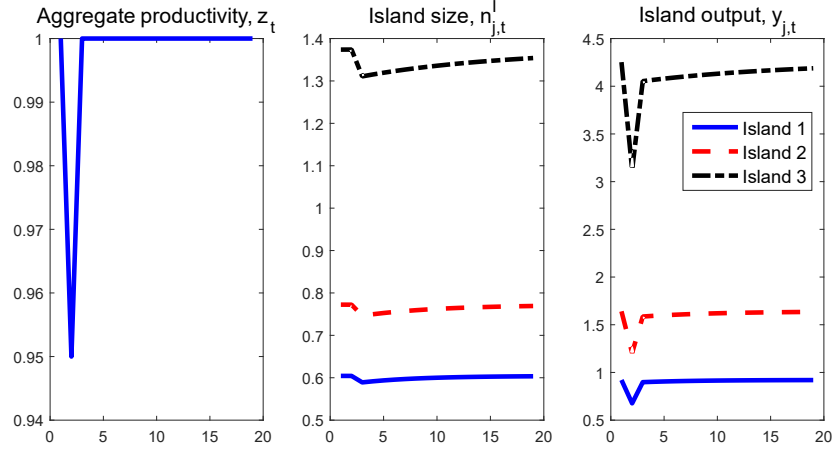 Aggregate productivity, z_t
1
0.99
0.98
0.97
0.96
0.95
0.94
0 5 10 15 20
Island size, n^l_{j,t}
1.4
1.3
1.2
1.1
1
0.9
0.8
0.7
0.6
0.5
0 5 10 15 20
Island output, y_{j,t}
4.5
4
3.5
3
2.5
2
1.5
1
0.5
0 5 10 15 20
Island 1
Island 2
Island 3